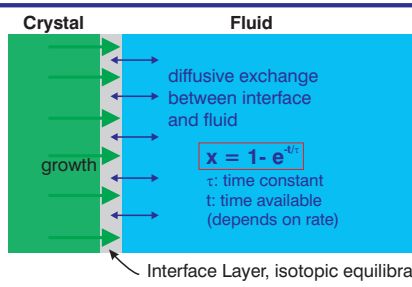 Crystal Fluid
diffusive exchange
between interface
and fluid
growth
x = 1- e^-t/τ
τ: time constant
t: time available
(depends on rate)
Interface Layer, isotopic equilibra